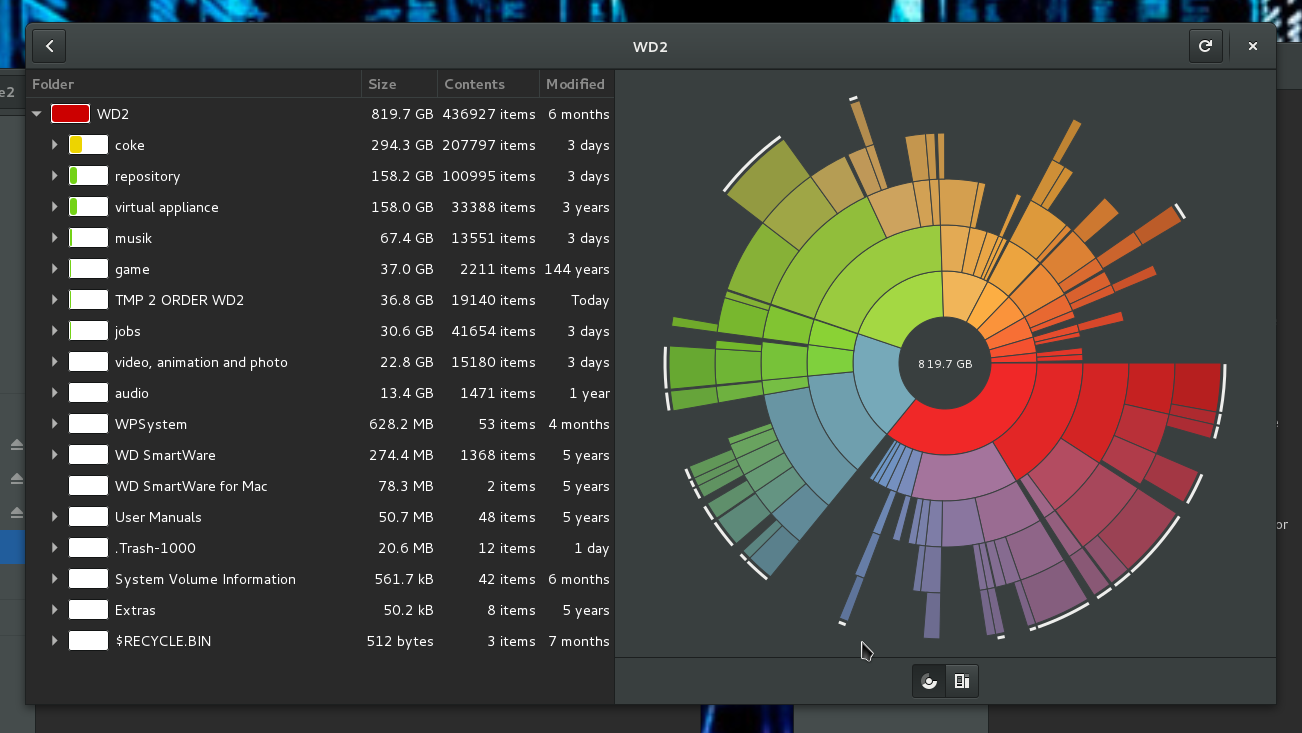 WD2
e2
Folder Size Contents Modified
WD2 819.7 GB 436927 items 6 months
coke 294.3 GB 207797 items 3 days
repository 158.2 GB 100995 items 3 days
virtual appliance 158.0 GB 33388 items 3 years
musik 67.4 GB 13551 items 3 days
game 37.0 GB 2211 items 144 years
TMP 2 ORDER WD2 36.8 GB 19140 items Today
jobs 30.6 GB 41654 items 3 days
video, animation and photo 22.8 GB 15180 items 3 days
audio 13.4 GB 1471 items 1 year
WPSystem 628.2 MB 53 items 4 months
WD SmartWare 274.4 MB 1368 items 5 years
WD SmartWare for Mac 78.3 MB 2 items 5 years
User Manuals 50.7 MB 48 items 5 years
.Trash-1000 20.6 MB 12 items 1 day
System Volume Information 561.7 kB 42 items 6 months
Extras 50.2 kB 8 items 5 years
$RECYCLE.BIN 512 bytes 3 items 7 months
819.7 GB
or